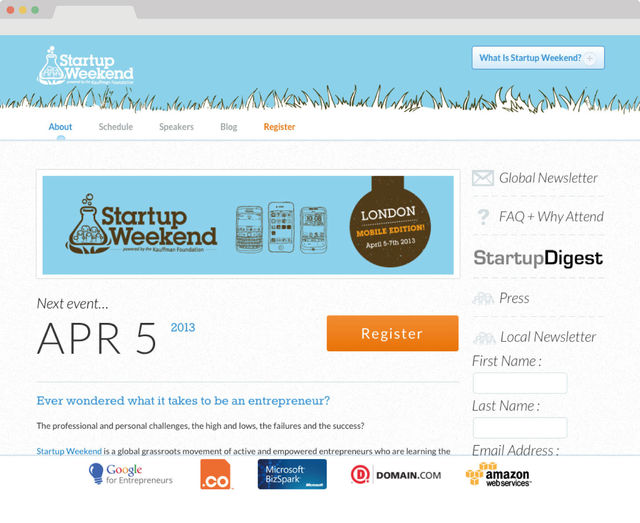 Startup
Weekend
powered by the Kauffman Foundation
What Is Startup Weekend?
About
Schedule
Speakers
Blog
Register
Startup
Weekend
powered by the Kauffman Foundation
LONDON
MOBILE EDITION!
April 5-7th 2013
Next event...
APR 5 2013
Register
Ever wondered what it takes to be an entrepreneur?
The professional and personal challenges, the high and lows, the failures and the success?
Startup Weekend is a global grassroots movement of active and empowered entrepreneurs who are learning the
Global Newsletter
FAQ + Why Attend
StartupDigest
Press
Local Newsletter
First Name :
Last Name :
Email Address :
Google
for Entrepreneurs
.co
Microsoft
BizSpark
Microsoft
DOMAIN.COM
amazon
webservices